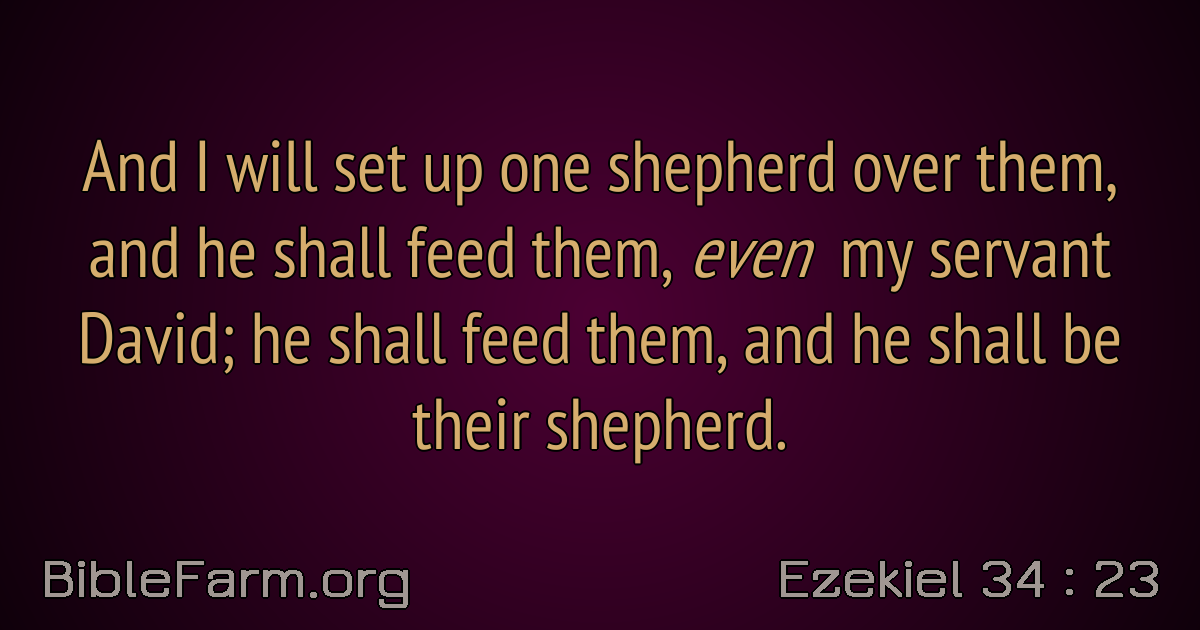 And I will set up one shepherd over them,
and he shall feed them, even my servant
David; he shall feed them, and he shall be
their shepherd.
BibleFarm.org
Ezekiel 34 : 23